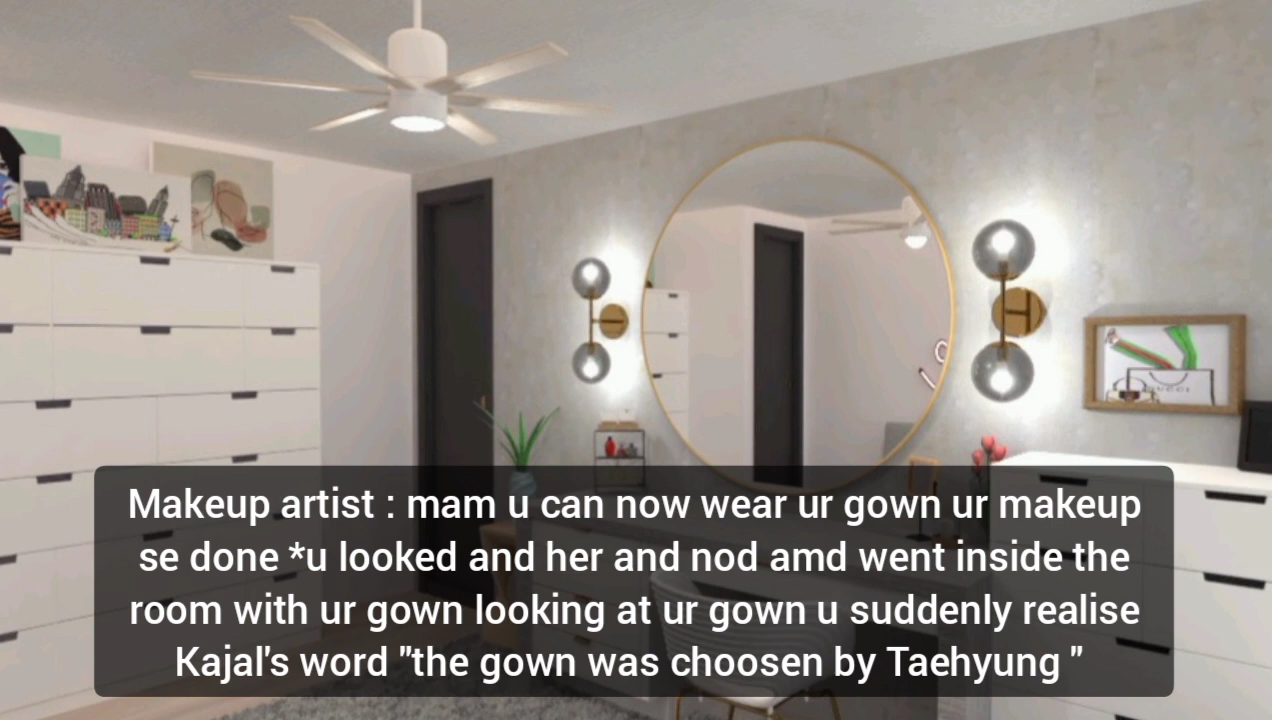 Makeup artist : mam u can now wear ur gown ur makeup
se done *u looked and her and nod amd went inside the
room with ur gown looking at ur gown u suddenly realise
Kajal's word "the gown was choosen by Taehyung "
GUCCI